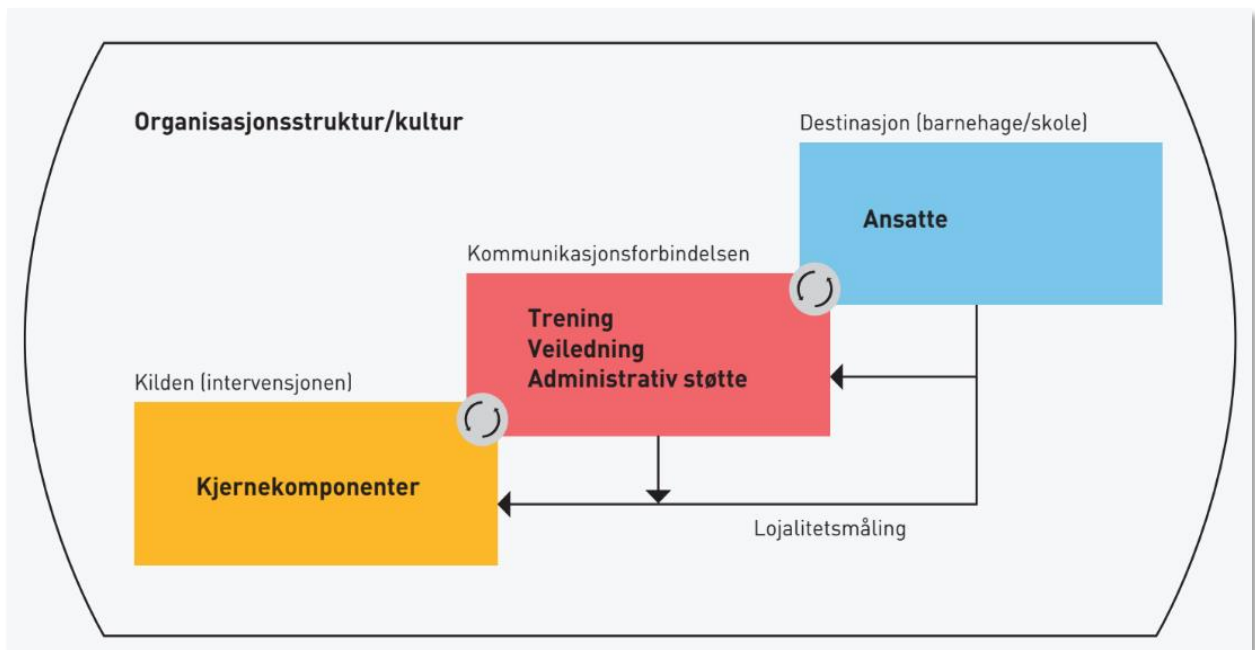 Organisasjonsstruktur/kultur
Destinasjon (barnehage/skole)
Ansatte
Kommunikasjonsforbindelsen
Trening
Veiledning
Administrativ støtte
Kilden (intervensjonen)
Kjernekomponenter
Lojalitetsmåling